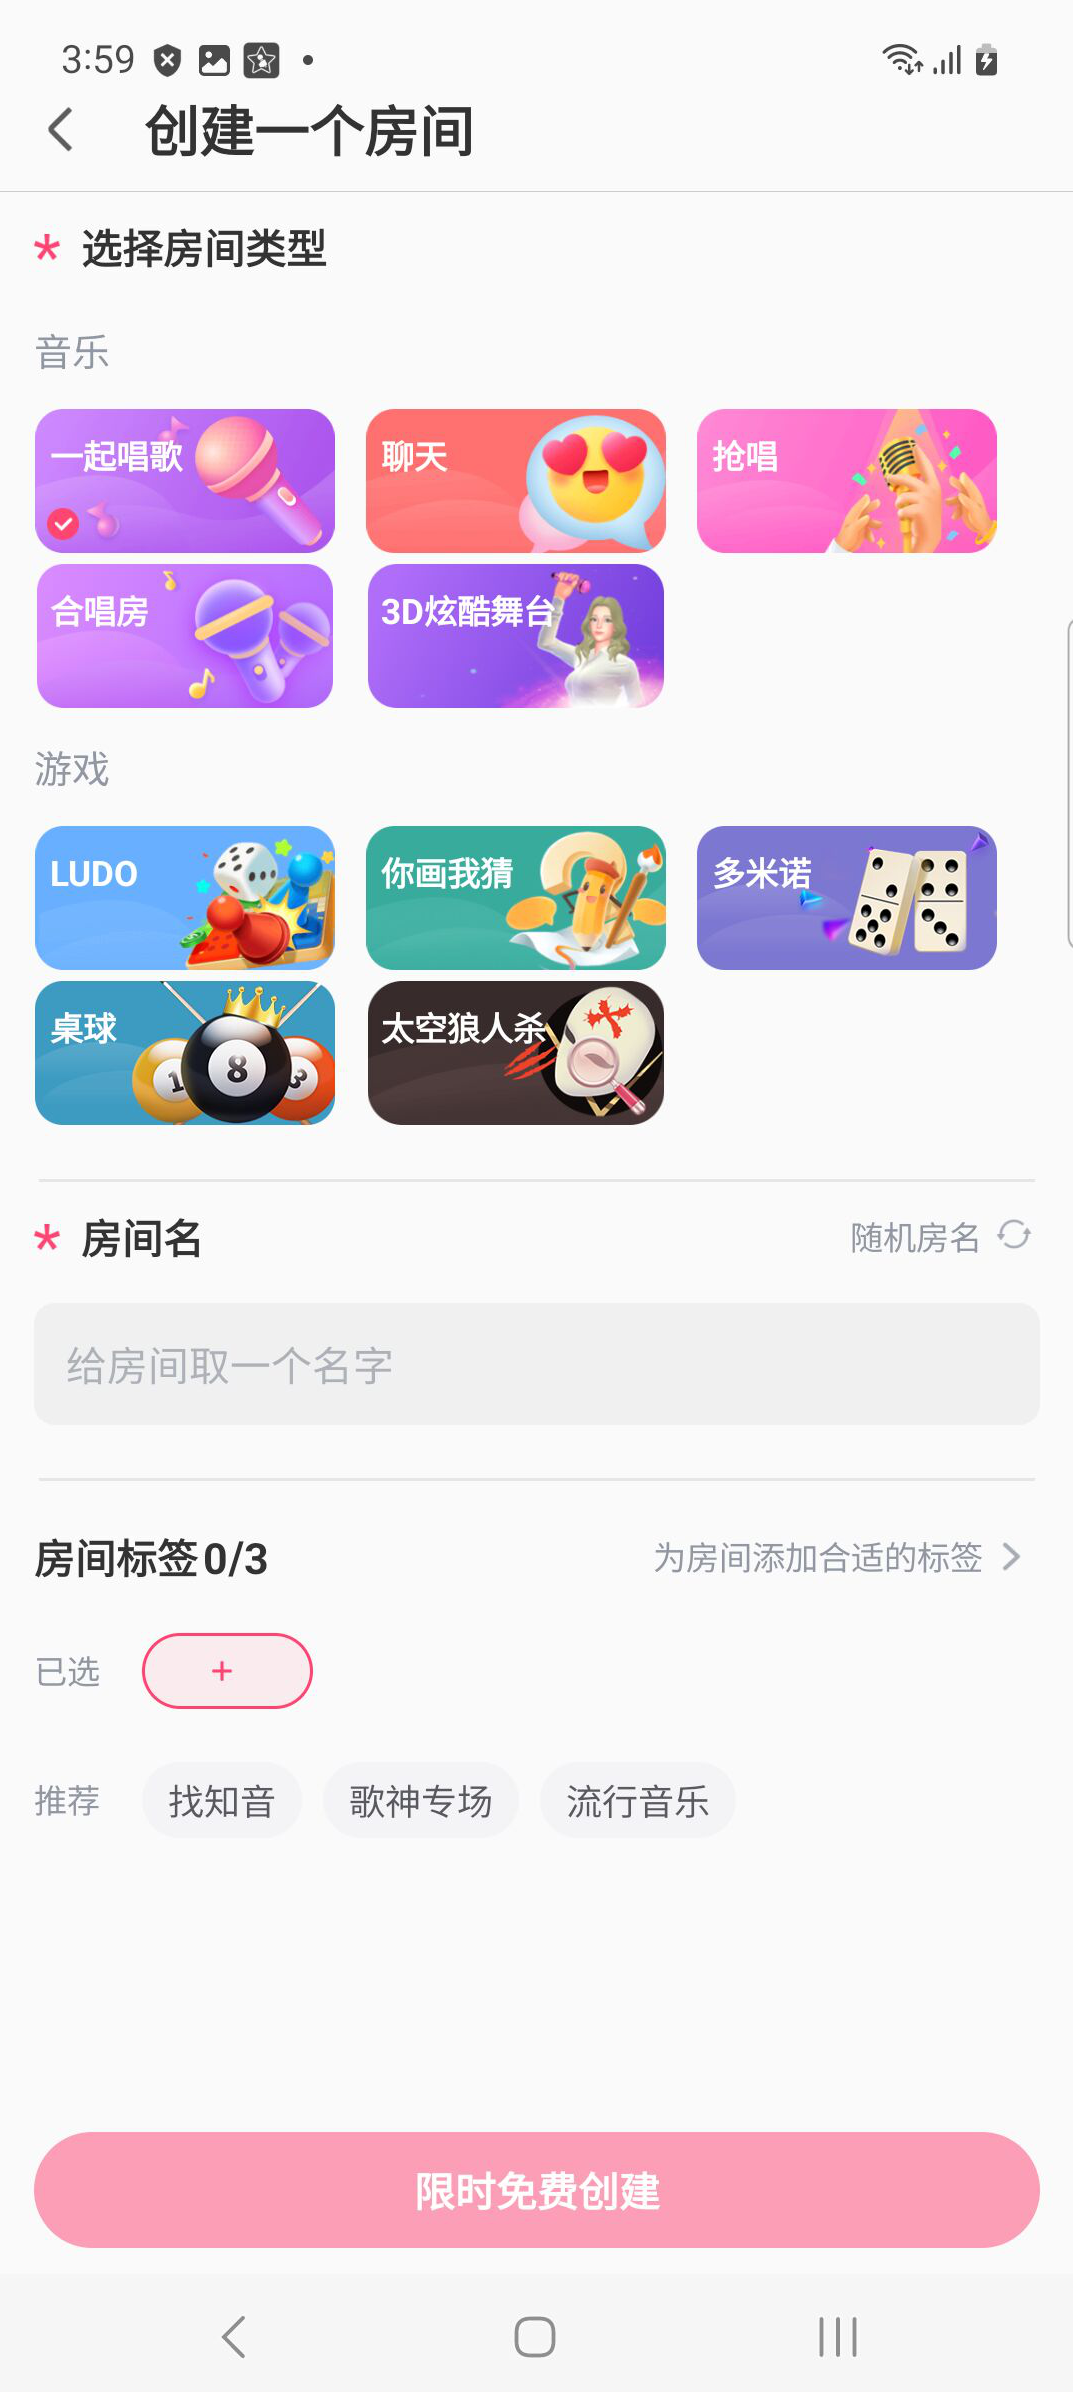 3:59
创建一个房间
* 选择房间类型
音乐
一起唱歌
聊天
抢唱
合唱房
3D炫酷舞台
游戏
LUDO
你画我猜
多米诺
桌球
1 8 3
太空狼人杀
* 房间名
随机房名
给房间取一个名字
房间标签0/3
为房间添加合适的标签
已选
+
推荐
找知音
歌神专场
流行音乐
限时免费创建